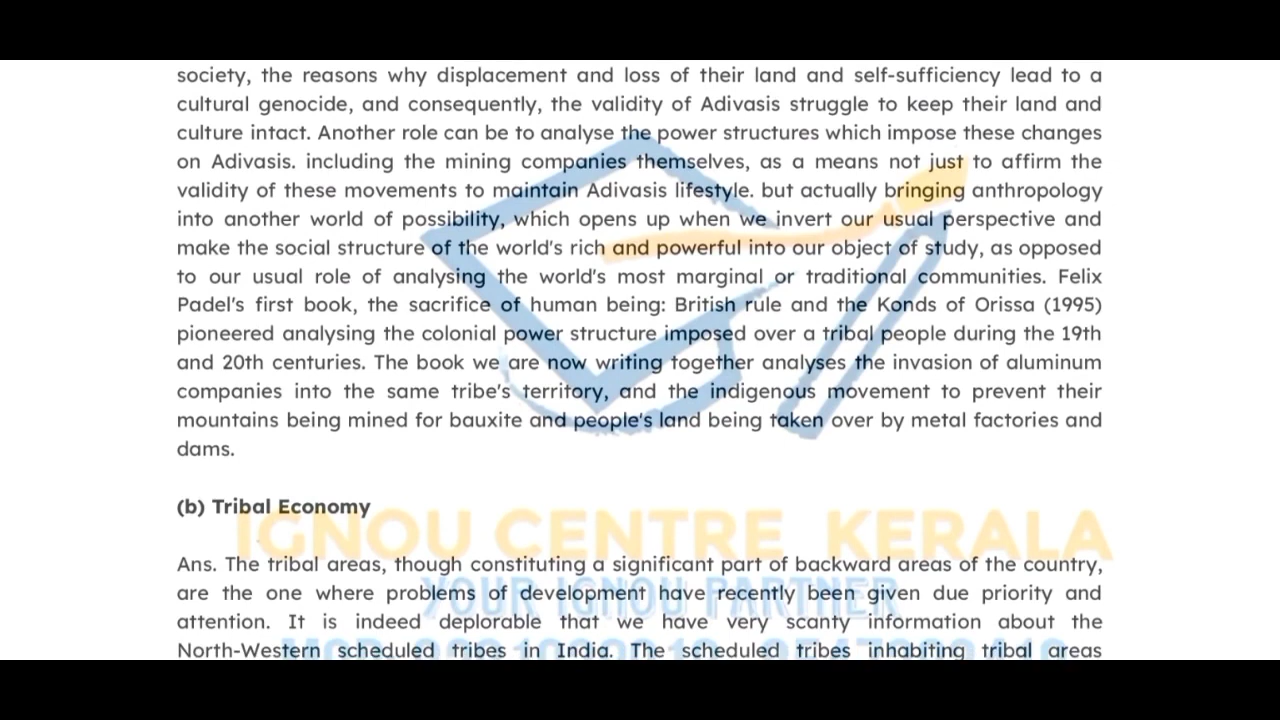 society, the reasons why displacement and loss of their land and self-sufficiency lead to a
cultural genocide, and consequently, the validity of Adivasis struggle to keep their land and
culture intact. Another role can be to analyse the power structures which impose these changes
on Adivasis. including the mining companies themselves, as a means not just to affirm the
validity of these movements to maintain Adivasis lifestyle. but actually bringing anthropology
into another world of possibility, which opens up when we invert our usual perspective and
make the social structure of the world's rich and powerful into our object of study, as opposed
to our usual role of analysing the world's most marginal or traditional communities. Felix
Padel's first book, the sacrifice of human being: British rule and the Konds of Orissa (1995)
pioneered analysing the colonial power structure imposed over a tribal people during the 19th
and 20th centuries. The book we are now writing together analyses the invasion of aluminum
companies into the same tribe's territory, and the indigenous movement to prevent their
mountains being mined for bauxite and people's land being taken over by metal factories and
dams.
(b) Tribal Economy
IGNOU CENTRE KERALA
Ans. The tribal areas, though constituting a significant part of backward areas of the country,
are the one where problems of development have recently been given due priority and
YOUR IGNOU PARTNER
attention. It is indeed deplorable that we have very scanty information about the
North-Western scheduled tribes in India. The scheduled tribes inhabiting tribal areas